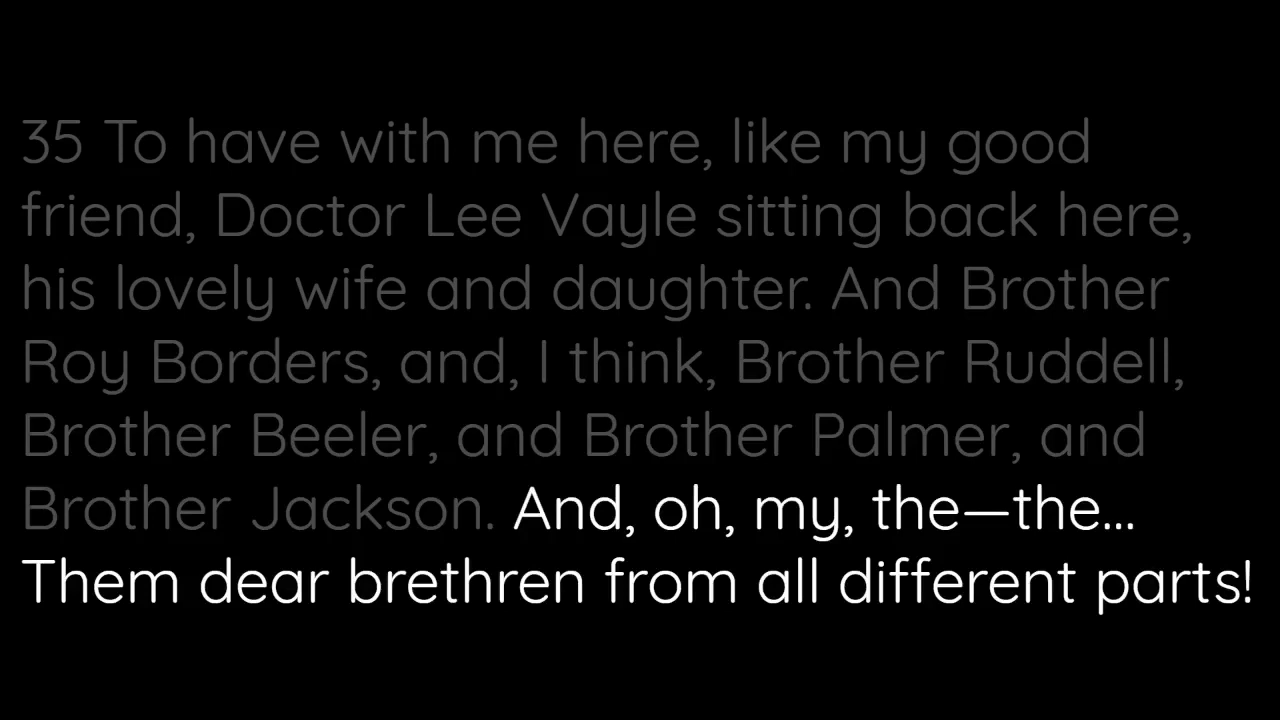 35 To have with me here, like my good
friend, Doctor Lee Vayle sitting back here,
his lovely wife and daughter. And Brother
Roy Borders, and, I think, Brother Ruddell,
Brother Beeler, and Brother Palmer, and
Brother Jackson. And, oh, my, the—the...
Them dear brethren from all different parts!